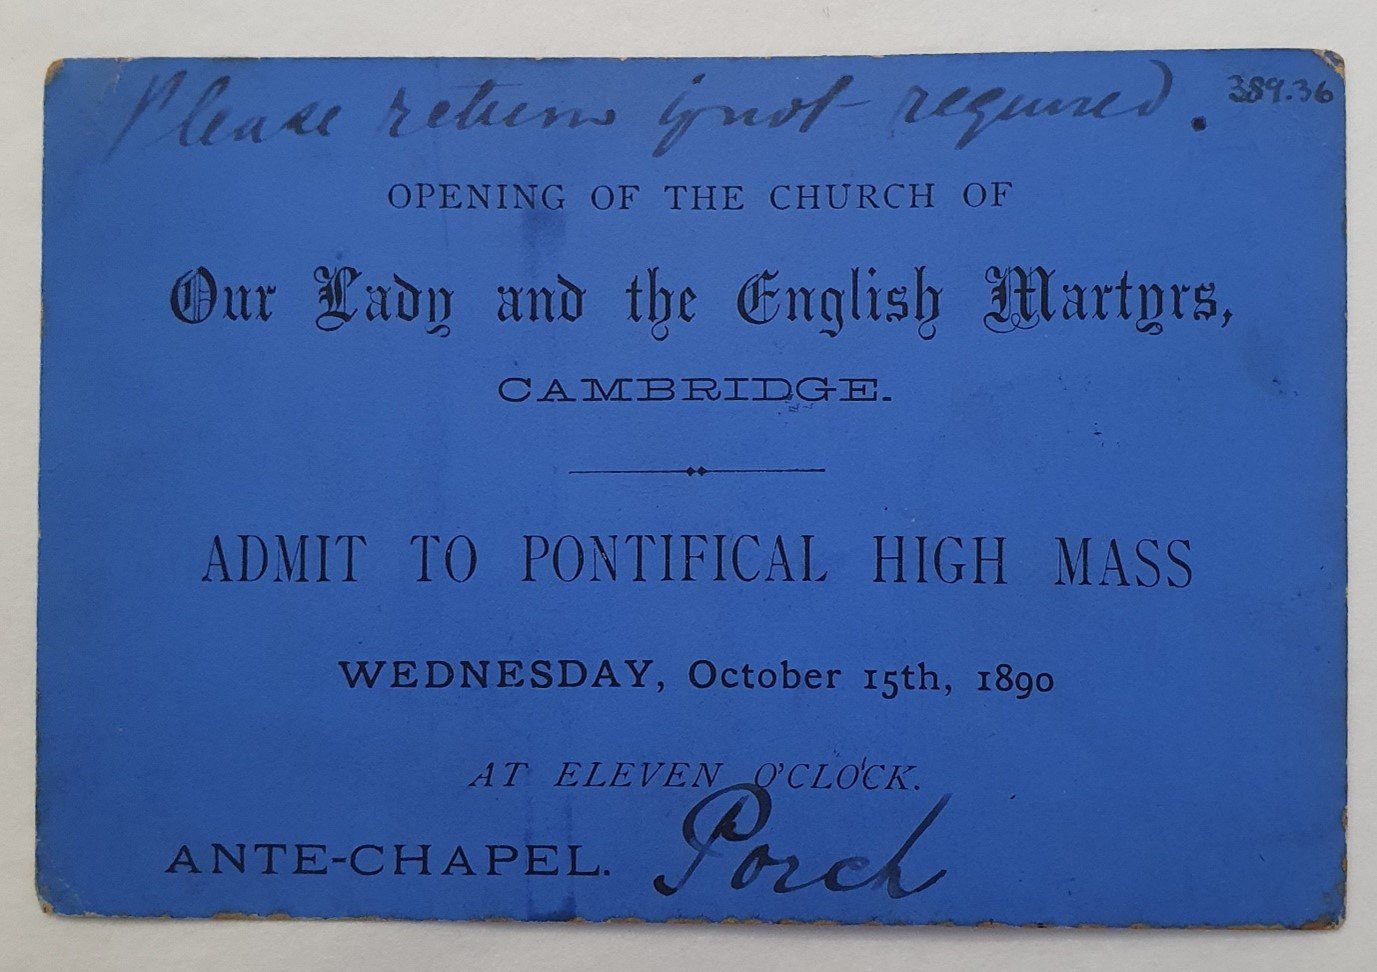 Please return if not required.
389.36
OPENING OF THE CHURCH OF
Our Lady and the English Martyrs,
CAMBRIDGE.
ADMIT TO PONTIFICAL HIGH MASS
WEDNESDAY, October 15th, 1890
AT ELEVEN O'CLOCK.
ANTE-CHAPEL. Porch